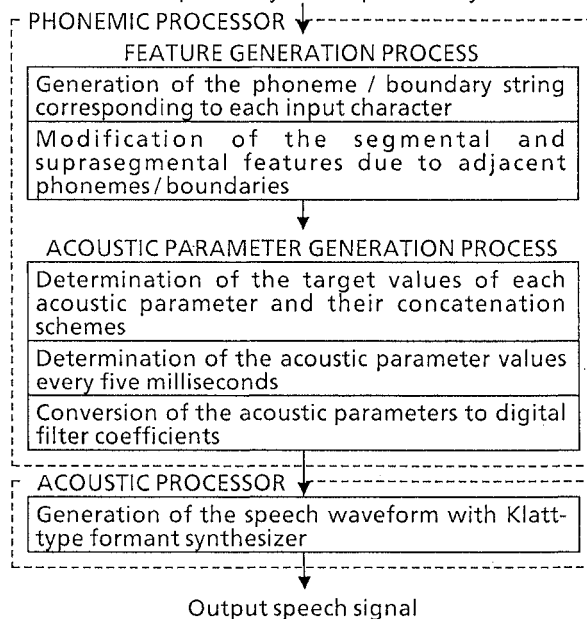 PHONEMIC PROCESSOR
FEATURE GENERATION PROCESS
Generation of the phoneme / boundary string
corresponding to each input character
Modification of the segmental and
suprasegmental features due to adjacent
phonemes / boundaries
ACOUSTIC PARAMETER GENERATION PROCESS
Determination of the target values of each
acoustic parameter and their concatenation
schemes
Determination of the acoustic parameter values
every five milliseconds
Conversion of the acoustic parameters to digital
filter coefficients
ACOUSTIC PROCESSOR
Generation of the speech waveform with Klatt-
type formant synthesizer
Output speech signal